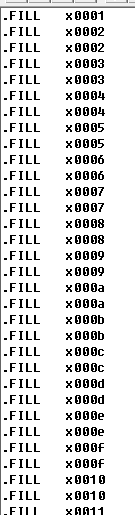 .FILL x0001
.FILL x0002
.FILL x0002
.FILL x0003
.FILL x0003
.FILL x0004
.FILL x0004
.FILL x0005
.FILL x0005
.FILL x0006
.FILL x0006
.FILL x0007
.FILL x0007
.FILL x0008
.FILL x0008
.FILL x0009
.FILL x0009
.FILL x000a
.FILL x000a
.FILL x000b
.FILL x000b
.FILL x000c
.FILL x000c
.FILL x000d
.FILL x000d
.FILL x000e
.FILL x000e
.FILL x000f
.FILL x000f
.FILL x0010
.FILL x0010
.FILL x0011